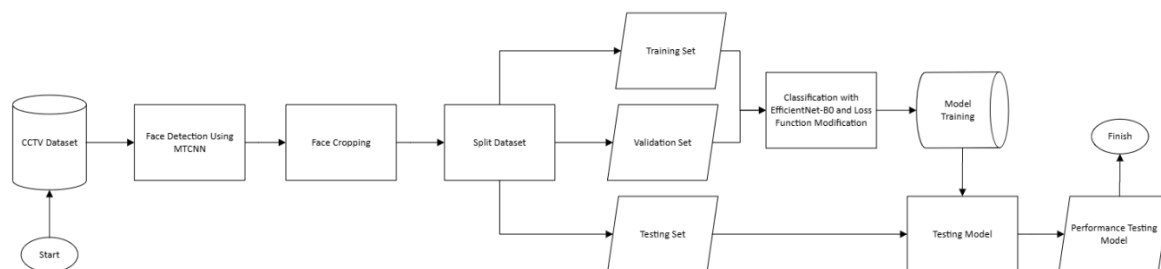 Start
CCTV Dataset
Face Detection Using
MTCNN
Face Cropping
Split Dataset
Training Set
Validation Set
Testing Set
Classification with
EfficientNet-B0 and Loss
Function Modification
Model
Training
Testing Model
Performance Testing
Model
Finish